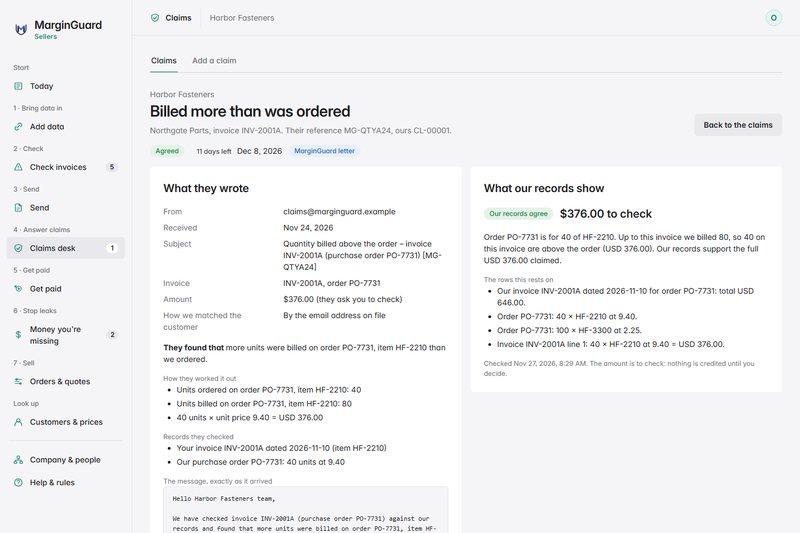 MarginGuard
Sellers
Start
Today
1 · Bring data in
Add data
2 · Check
Check invoices 5
3 · Send
Send
4 · Answer claims
Claims desk 1
5 · Get paid
Get paid
6 · Stop leaks
Money you're missing 2
7 · Sell
Orders & quotes
Look up
Customers & prices
Company & people
Help & rules
Claims Harbor Fasteners
O
Claims Add a claim
Harbor Fasteners
Billed more than was ordered
Northgate Parts, invoice INV-2001A. Their reference MG-QTYA24, ours CL-00001.
Back to the claims
Agreed 11 days left Dec 8, 2026 MarginGuard letter
What they wrote
From claims@marginguard.example
Received Nov 24, 2026
Subject Quantity billed above the order – invoice
INV-2001A (purchase order PO-7731) [MG-
QTYA24]
Invoice INV-2001A, order PO-7731
Amount $376.00 (they ask you to check)
How we matched the customer By the email address on file
They found that more units were billed on order PO-7731, item HF-2210 than
we ordered.
How they worked it out
• Units ordered on order PO-7731, item HF-2210: 40
• Units billed on order PO-7731, item HF-2210: 80
• 40 units × unit price 9.40 = USD 376.00
Records they checked
• Your invoice INV-2001A dated 2026-11-10 (item HF-2210)
• Our purchase order PO-7731: 40 units at 9.40
The message, exactly as it arrived
Hello Harbor Fasteners team,
We have checked invoice INV-2001A (purchase order PO-7731) against our
records and found that more units were billed on order PO-7731, item HF-
What our records show
Our records agree $376.00 to check
Order PO-7731 is for 40 of HF-2210. Up to this invoice we billed 80, so 40 on
this invoice are above the order (USD 376.00). Our records support the full
USD 376.00 claimed.
The rows this rests on
• Our invoice INV-2001A dated 2026-11-10 for order PO-7731: total USD
646.00.
• Order PO-7731: 40 × HF-2210 at 9.40.
• Order PO-7731: 100 × HF-3300 at 2.25.
• Invoice INV-2001A line 1: 40 × HF-2210 at 9.40 = USD 376.00.
Checked Nov 27, 2026, 8:29 AM. The amount is to check: nothing is credited until you
decide.